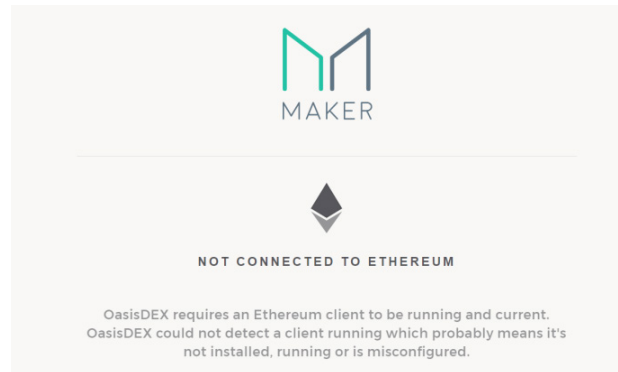 MAKER
NOT CONNECTED TO ETHEREUM
OasisDEX requires an Ethereum client to be running and current.
OasisDEX could not detect a client running which probably means it's
not installed, running or is misconfigured.